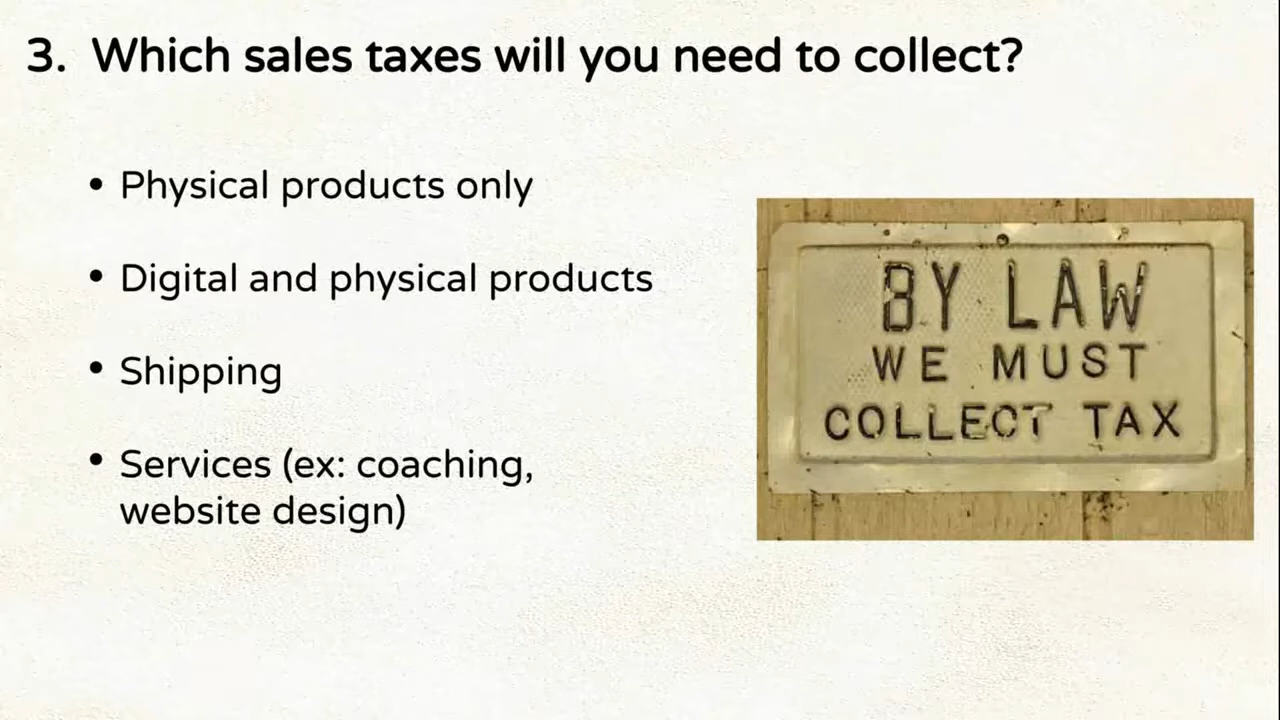 3. Which sales taxes will you need to collect?
• Physical products only
• Digital and physical products
• Shipping
• Services (ex: coaching,
website design)
BY LAW
WE MUST
COLLECT TAX